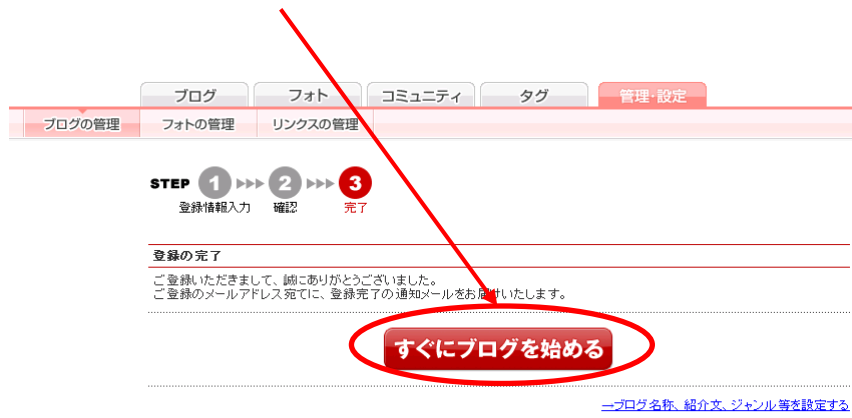 ブログ フォト コミュニティ タグ 管理・設定
ブログの管理 フォトの管理 リンクスの管理
STEP 1 2 3
登録情報入力 確認 完了
登録の完了
ご登録いただきまして、誠にありがとうございました。
ご登録のメールアドレス宛てに、登録完了の通知メールをお届けいたします。
すぐにブログを始める
→ブログ名称、紹介文、ジャンル等を設定する